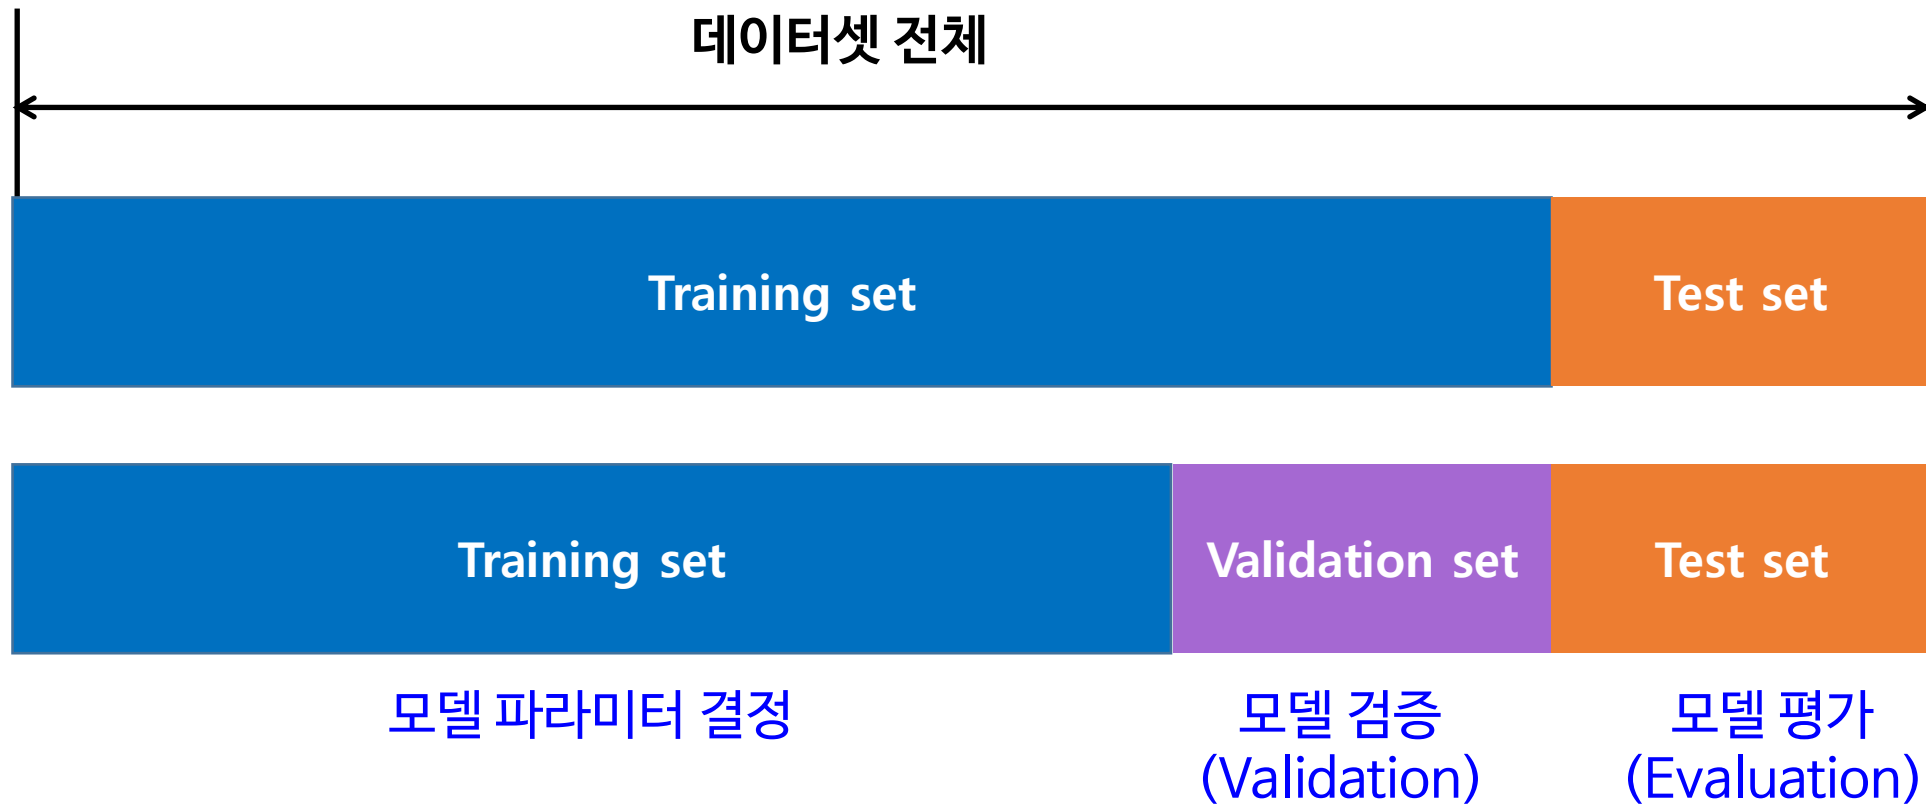 데이터셋 전체
Training set
Test set
Training set
Validation set
Test set
모델 파라미터 결정
모델 검증
(Validation)
모델 평가
(Evaluation)